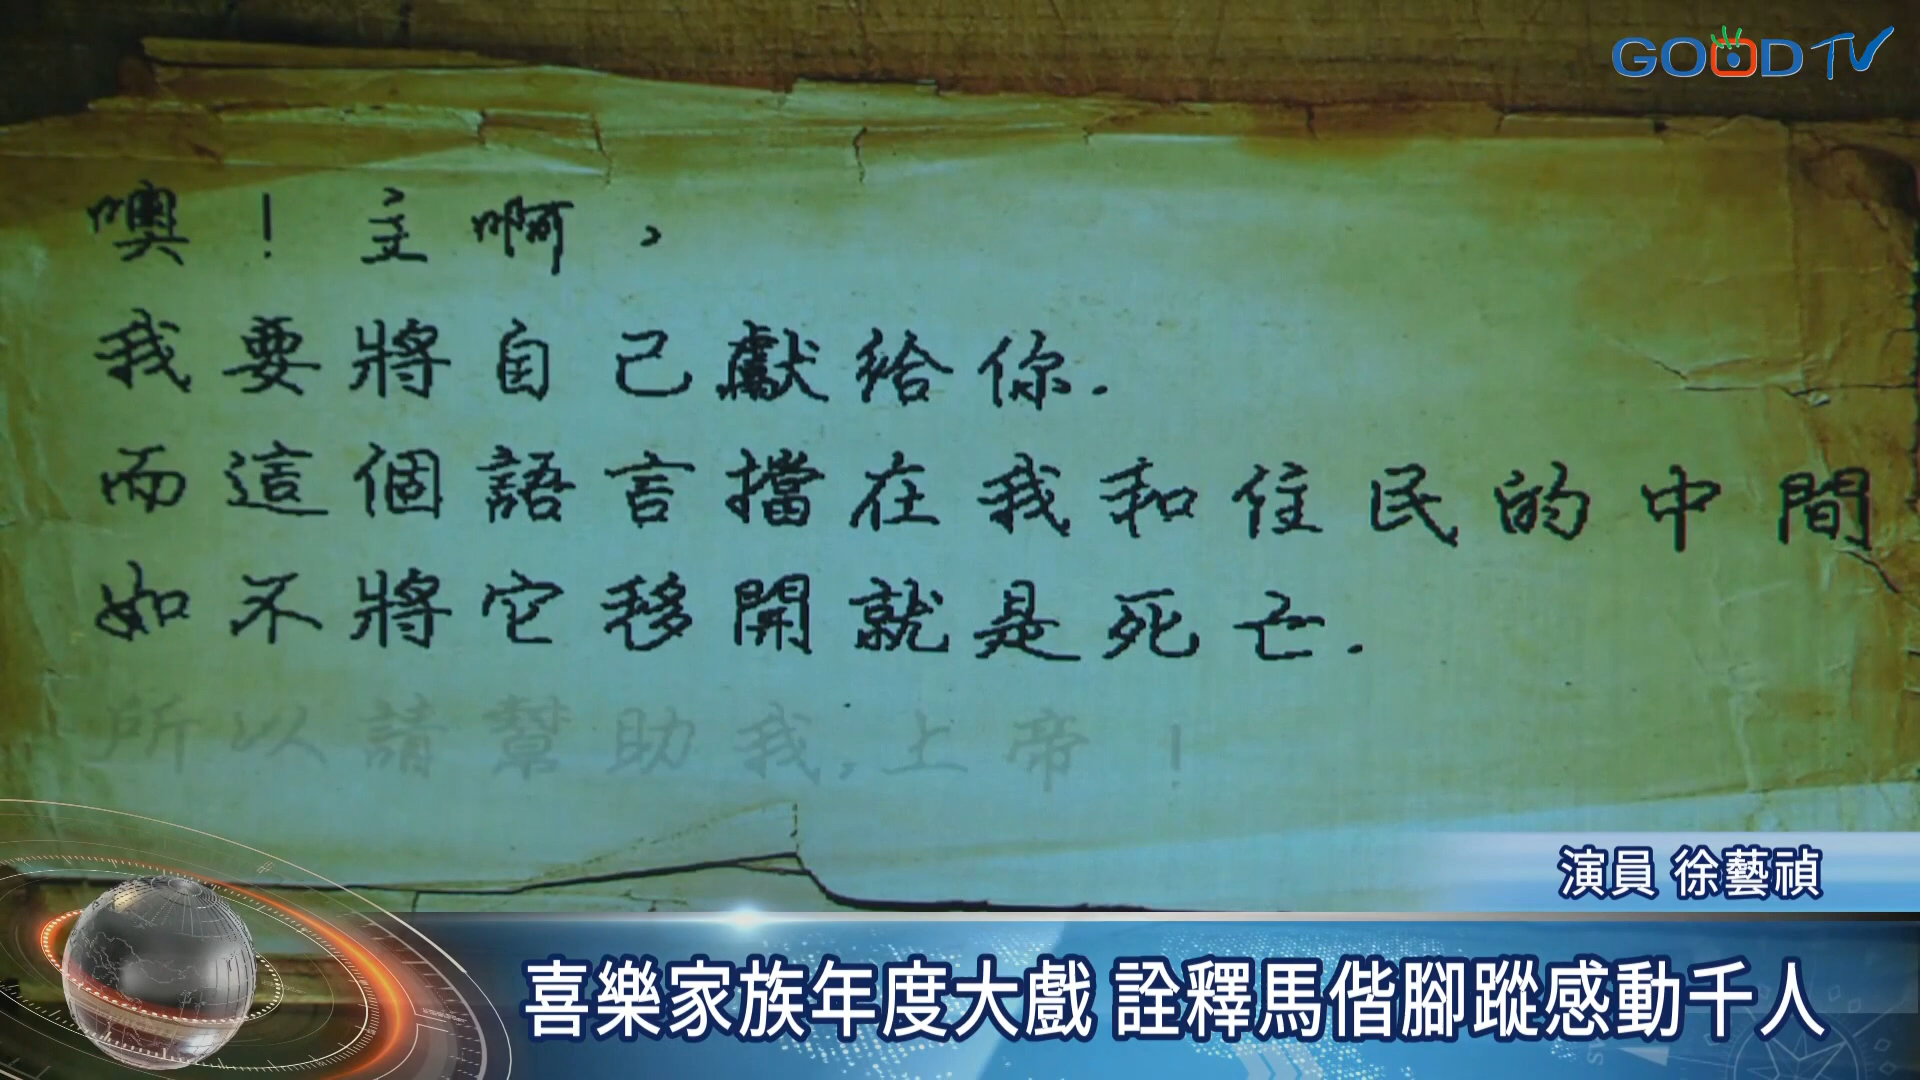 GOOD TV
噢！主啊，
我要將自己獻給你.
而這個語言擋在我和住民的中間
如不將它移開就是死亡.
所以請幫助我,上帝！
演員 徐藝禎
喜樂家族年度大戲 詮釋馬偕腳蹤感動千人